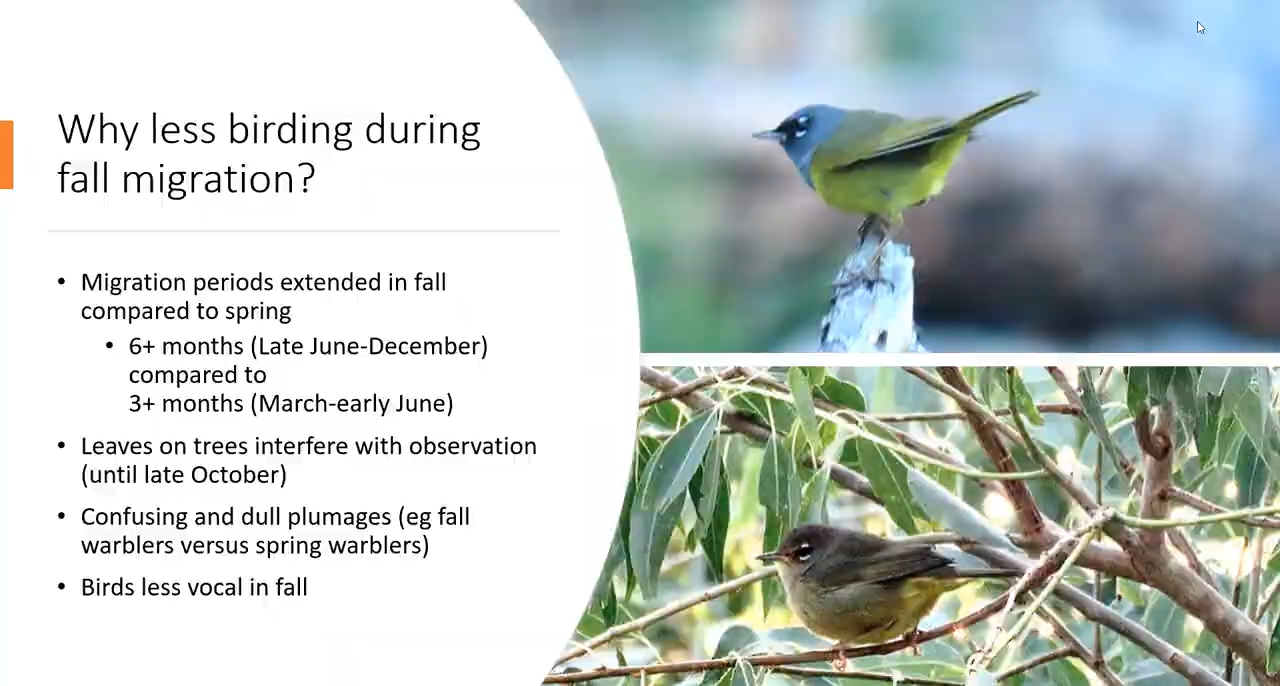 Why less birding during
fall migration?
• Migration periods extended in fall
compared to spring
• 6+ months (Late June-December)
compared to
3+ months (March-early June)
• Leaves on trees interfere with observation
(until late October)
• Confusing and dull plumages (eg fall
warblers versus spring warblers)
• Birds less vocal in fall